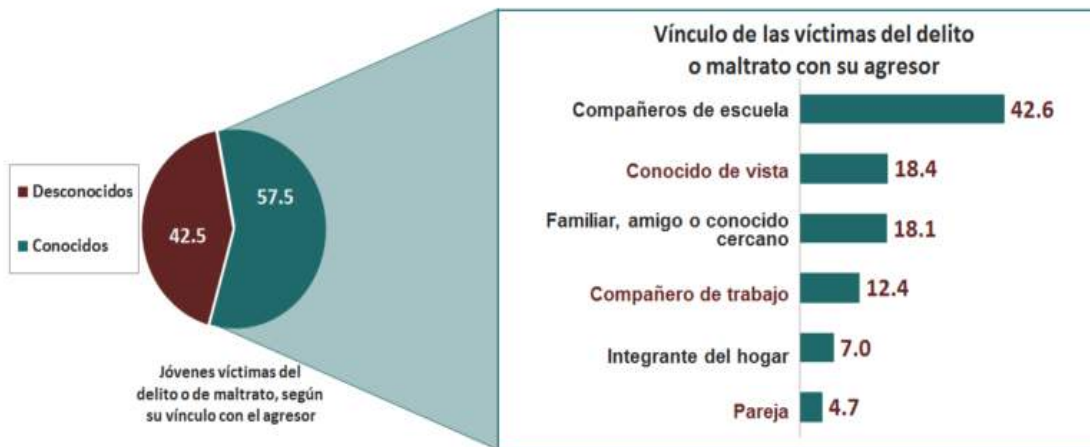 Desconocidos
Conocidos
42.5
57.5
Jóvenes víctimas del
delito o de maltrato, según
su vínculo con el agresor
Vínculo de las víctimas del delito
o maltrato con su agresor
Compañeros de escuela 42.6
Conocido de vista 18.4
Familiar, amigo o conocido
cercano 18.1
Compañero de trabajo 12.4
Integrante del hogar 7.0
Pareja 4.7